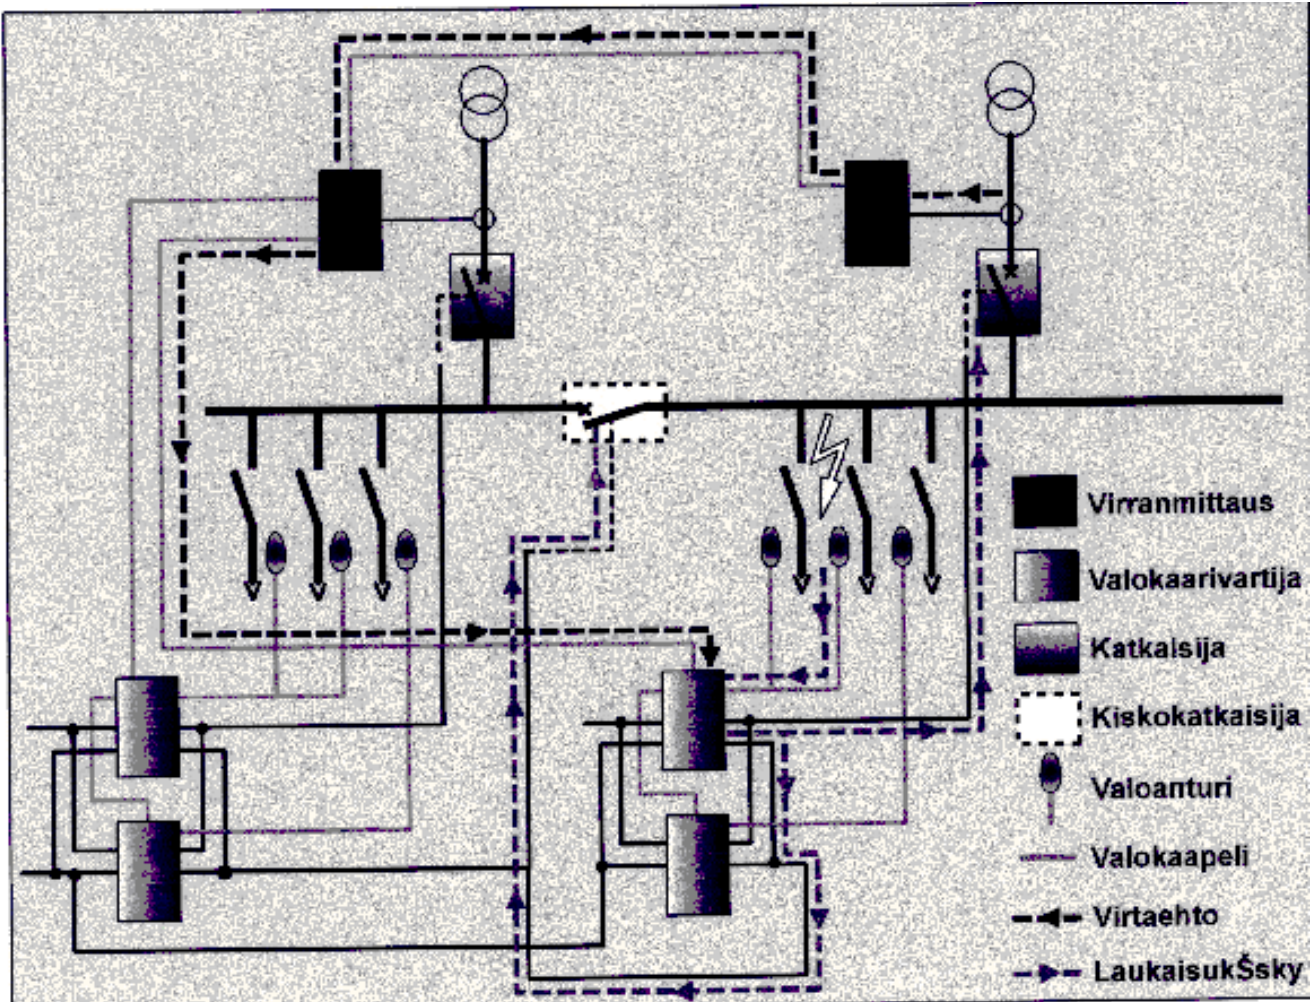 Virranmittaus
Valokaarivartija
Katkaisija
Kiskokatkaisija
Valoanturi
Valokaapeli
Virtaehto
LaukaisukŠsky